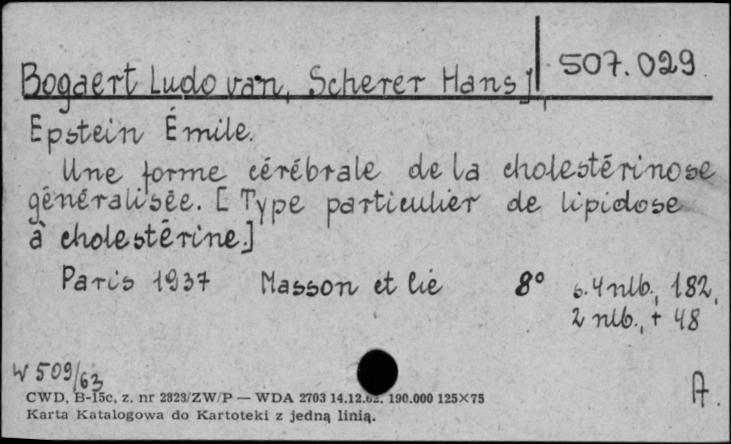 Bogaert Ludo van, Scherer Hans J 507.029
Epstein Émile.
Une forme cérébrale de la cholestérinose
généralisée. [Type particulier de lipidose
à cholestérine.]
Paris 1937 Masson et Cie 8° s. 4 nlb., 182,
2 nlb., + 48
W 509/63
A.
CWD, B-15c, z. nr 2828/ZW/P — WDA 2703 14.12.62. 190.000 125×75
Karta Katalogowa do Kartoteki z jedną linią.